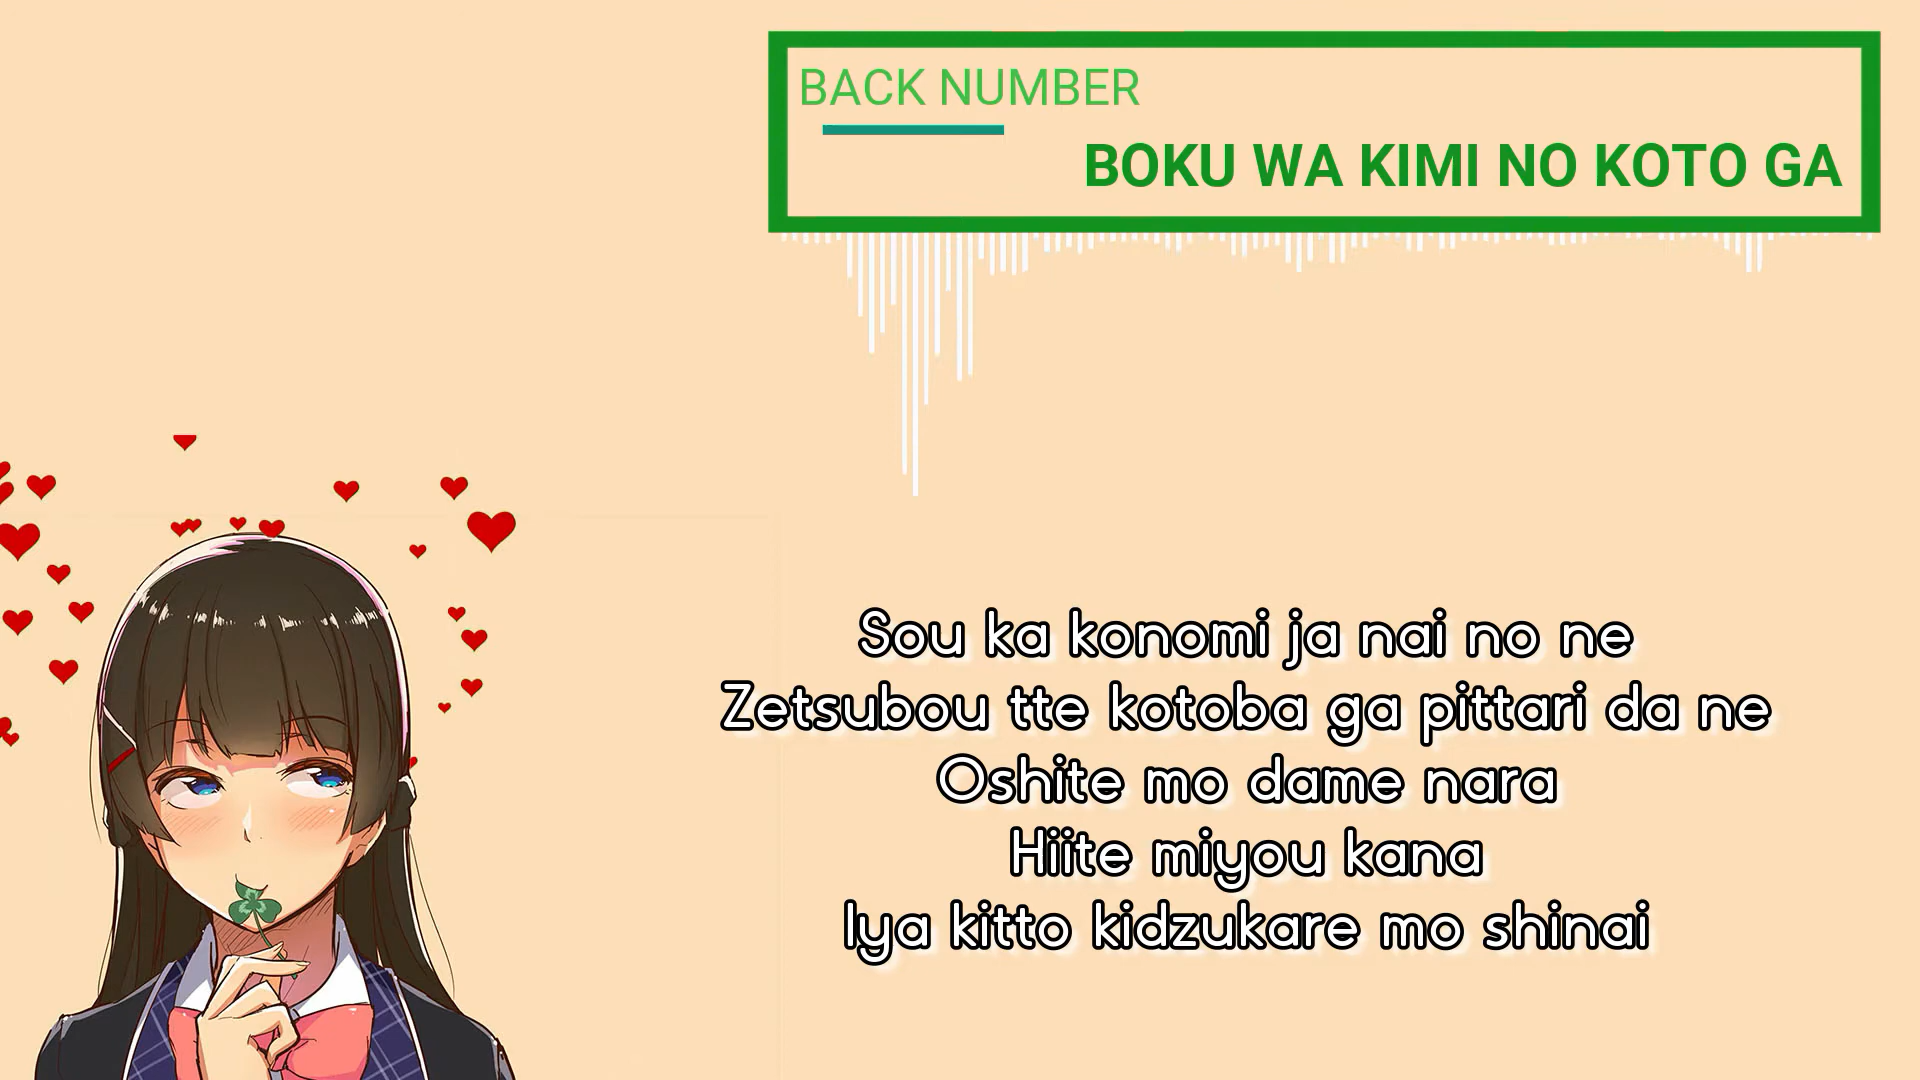 BACK NUMBER
BOKU WA KIMI NO KOTO GA
Sou ka konomi ja nai no ne
Zetsubou tte kotoba ga pittari da ne
Oshite mo dame nara
Hiite miyou kana
Iya kitto kidzukare mo shinai